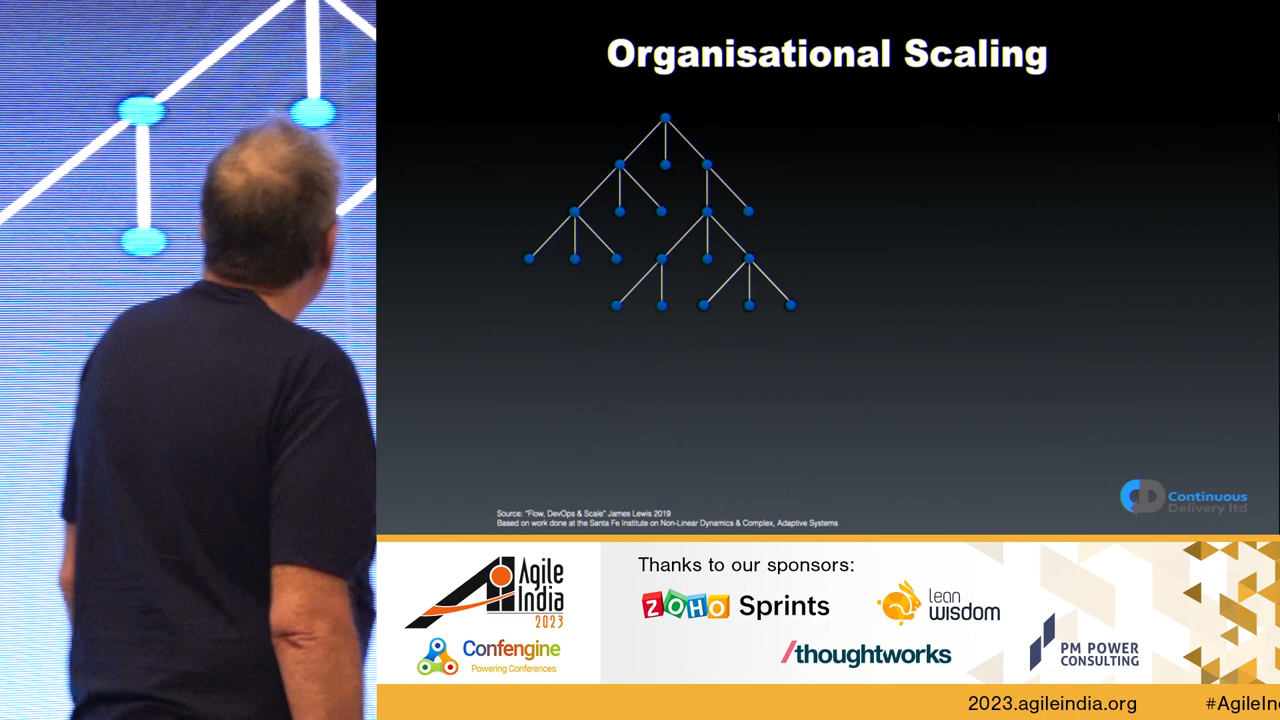 Organisational Scaling
Source: "Flow, DevOps & Scale" James Lewis 2019
Based on work done at the Santa Fe Institute on Non-Linear Dynamics & Complex, Adaptive Systems
CD Continuous
Delivery ltd
Agile
India
2023
Confengine
Powering Conferences
Thanks to our sponsors:
ZOHO Sprints
lean
wisdom
/thoughtworks
PM POWER
CONSULTING
2023.agileindia.org
#AgileIn